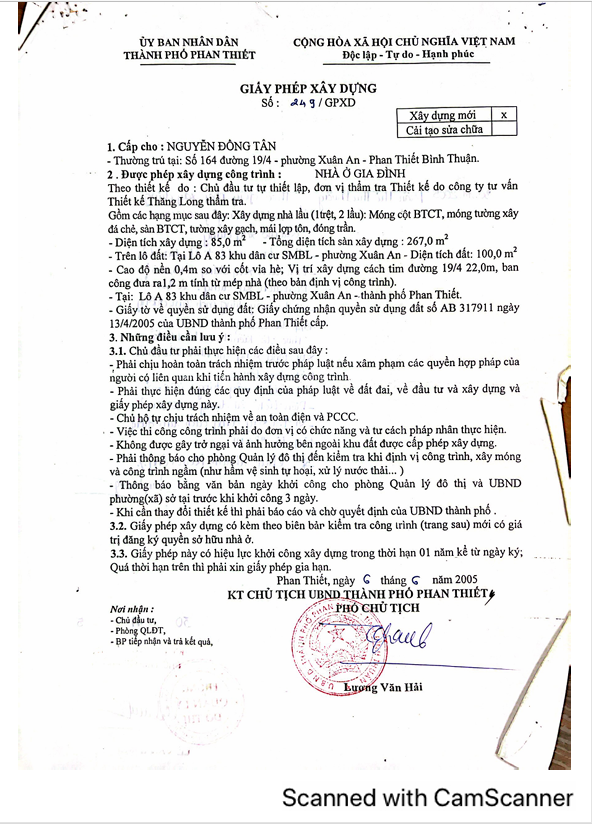 ỦY BAN NHÂN DÂN
THÀNH PHỐ PHAN THIẾT
CỘNG HÒA XÃ HỘI CHỦ NGHĨA VIỆT NAM
Độc lập - Tự do - Hạnh phúc
GIẤY PHÉP XÂY DỰNG
Số : 249 / GPXD
Xây dựng mới x
Cải tạo sửa chữa
1. Cấp cho : NGUYỄN ĐÔNG TÂN
- Thường trú tại: Số 164 đường 19/4 - phường Xuân An - Phan Thiết Bình Thuận.
2 . Được phép xây dựng công trình : NHÀ Ở GIA ĐÌNH
Theo thiết kế do : Chủ đầu tư tự thiết lập, đơn vị thẩm tra Thiết kế do công ty tư vấn
Thiết kế Thăng Long thẩm tra.
Gồm các hạng mục sau đây: Xây dựng nhà lầu (1trệt, 2 lầu): Móng cột BTCT, móng tường xây
đá chẻ, sàn BTCT, tường xây gạch, mái lợp tôn, đóng trần.
- Diện tích xây dựng : 85,0 m² - Tổng diện tích sàn xây dựng : 267,0 m²
- Trên lô đất: Tại Lô A 83 khu dân cư SMBL - phường Xuân An - Diện tích đất: 100,0 m²
- Cao độ nền 0,4m so với cốt vỉa hè; Vị trí xây dựng cách tim đường 19/4 22,0m, ban
công đưa ra1,2 m tính từ mép nhà (theo bản định vị công trình).
- Tại: Lô A 83 khu dân cư SMBL - phường Xuân An - thành phố Phan Thiết.
- Giấy tờ về quyền sử dụng đất: Giấy chứng nhận quyền sử dụng đất số AB 317911 ngày
13/4/2005 của UBND thành phố Phan Thiết cấp.
3. Những điều cần lưu ý :
3.1. Chủ đầu tư phải thực hiện các điều sau đây :
- Phải chịu hoàn toàn trách nhiệm trước pháp luật nếu xâm phạm các quyền hợp pháp của
người có liên quan khi tiến hành xây dựng công trình
- Phải thực hiện đúng các quy định của pháp luật về đất đai, về đầu tư và xây dựng và
giấy phép xây dựng này.
- Chủ hộ tự chịu trách nhiệm về an toàn điện và PCCC.
- Việc thi công công trình phải do đơn vị có chức năng và tư cách pháp nhân thực hiện.
- Không được gây trở ngại và ảnh hưởng bên ngoài khu đất được cấp phép xây dựng.
- Phải thông báo cho phòng Quản lý đô thị đến kiểm tra khi định vị công trình, xây móng
và công trình ngầm (như hầm vệ sinh tự hoại, xử lý nước thải... )
- Thông báo bằng văn bản ngày khởi công cho phòng Quản lý đô thị và UBND
phường(xã) sở tại trước khi khởi công 3 ngày.
- Khi cần thay đổi thiết kế thì phải báo cáo và chờ quyết định của UBND thành phố .
3.2. Giấy phép xây dựng có kèm theo biên bản kiểm tra công trình (trang sau) mới có giá
trị đăng ký quyền sở hữu nhà ở.
3.3. Giấy phép này có hiệu lực khởi công xây dựng trong thời hạn 01 năm kể từ ngày ký;
Quá thời hạn trên thì phải xin giấy phép gia hạn.
Phan Thiết, ngày 6 tháng 6 năm 2005
KT CHỦ TỊCH UBND THÀNH PHỐ PHAN THIẾT
PHÓ CHỦ TỊCH
Nơi nhận :
- Chủ đầu tư,
- Phòng QLĐT,
- BP tiếp nhận và trả kết quả,
Lương Văn Hải
Scanned with CamScanner